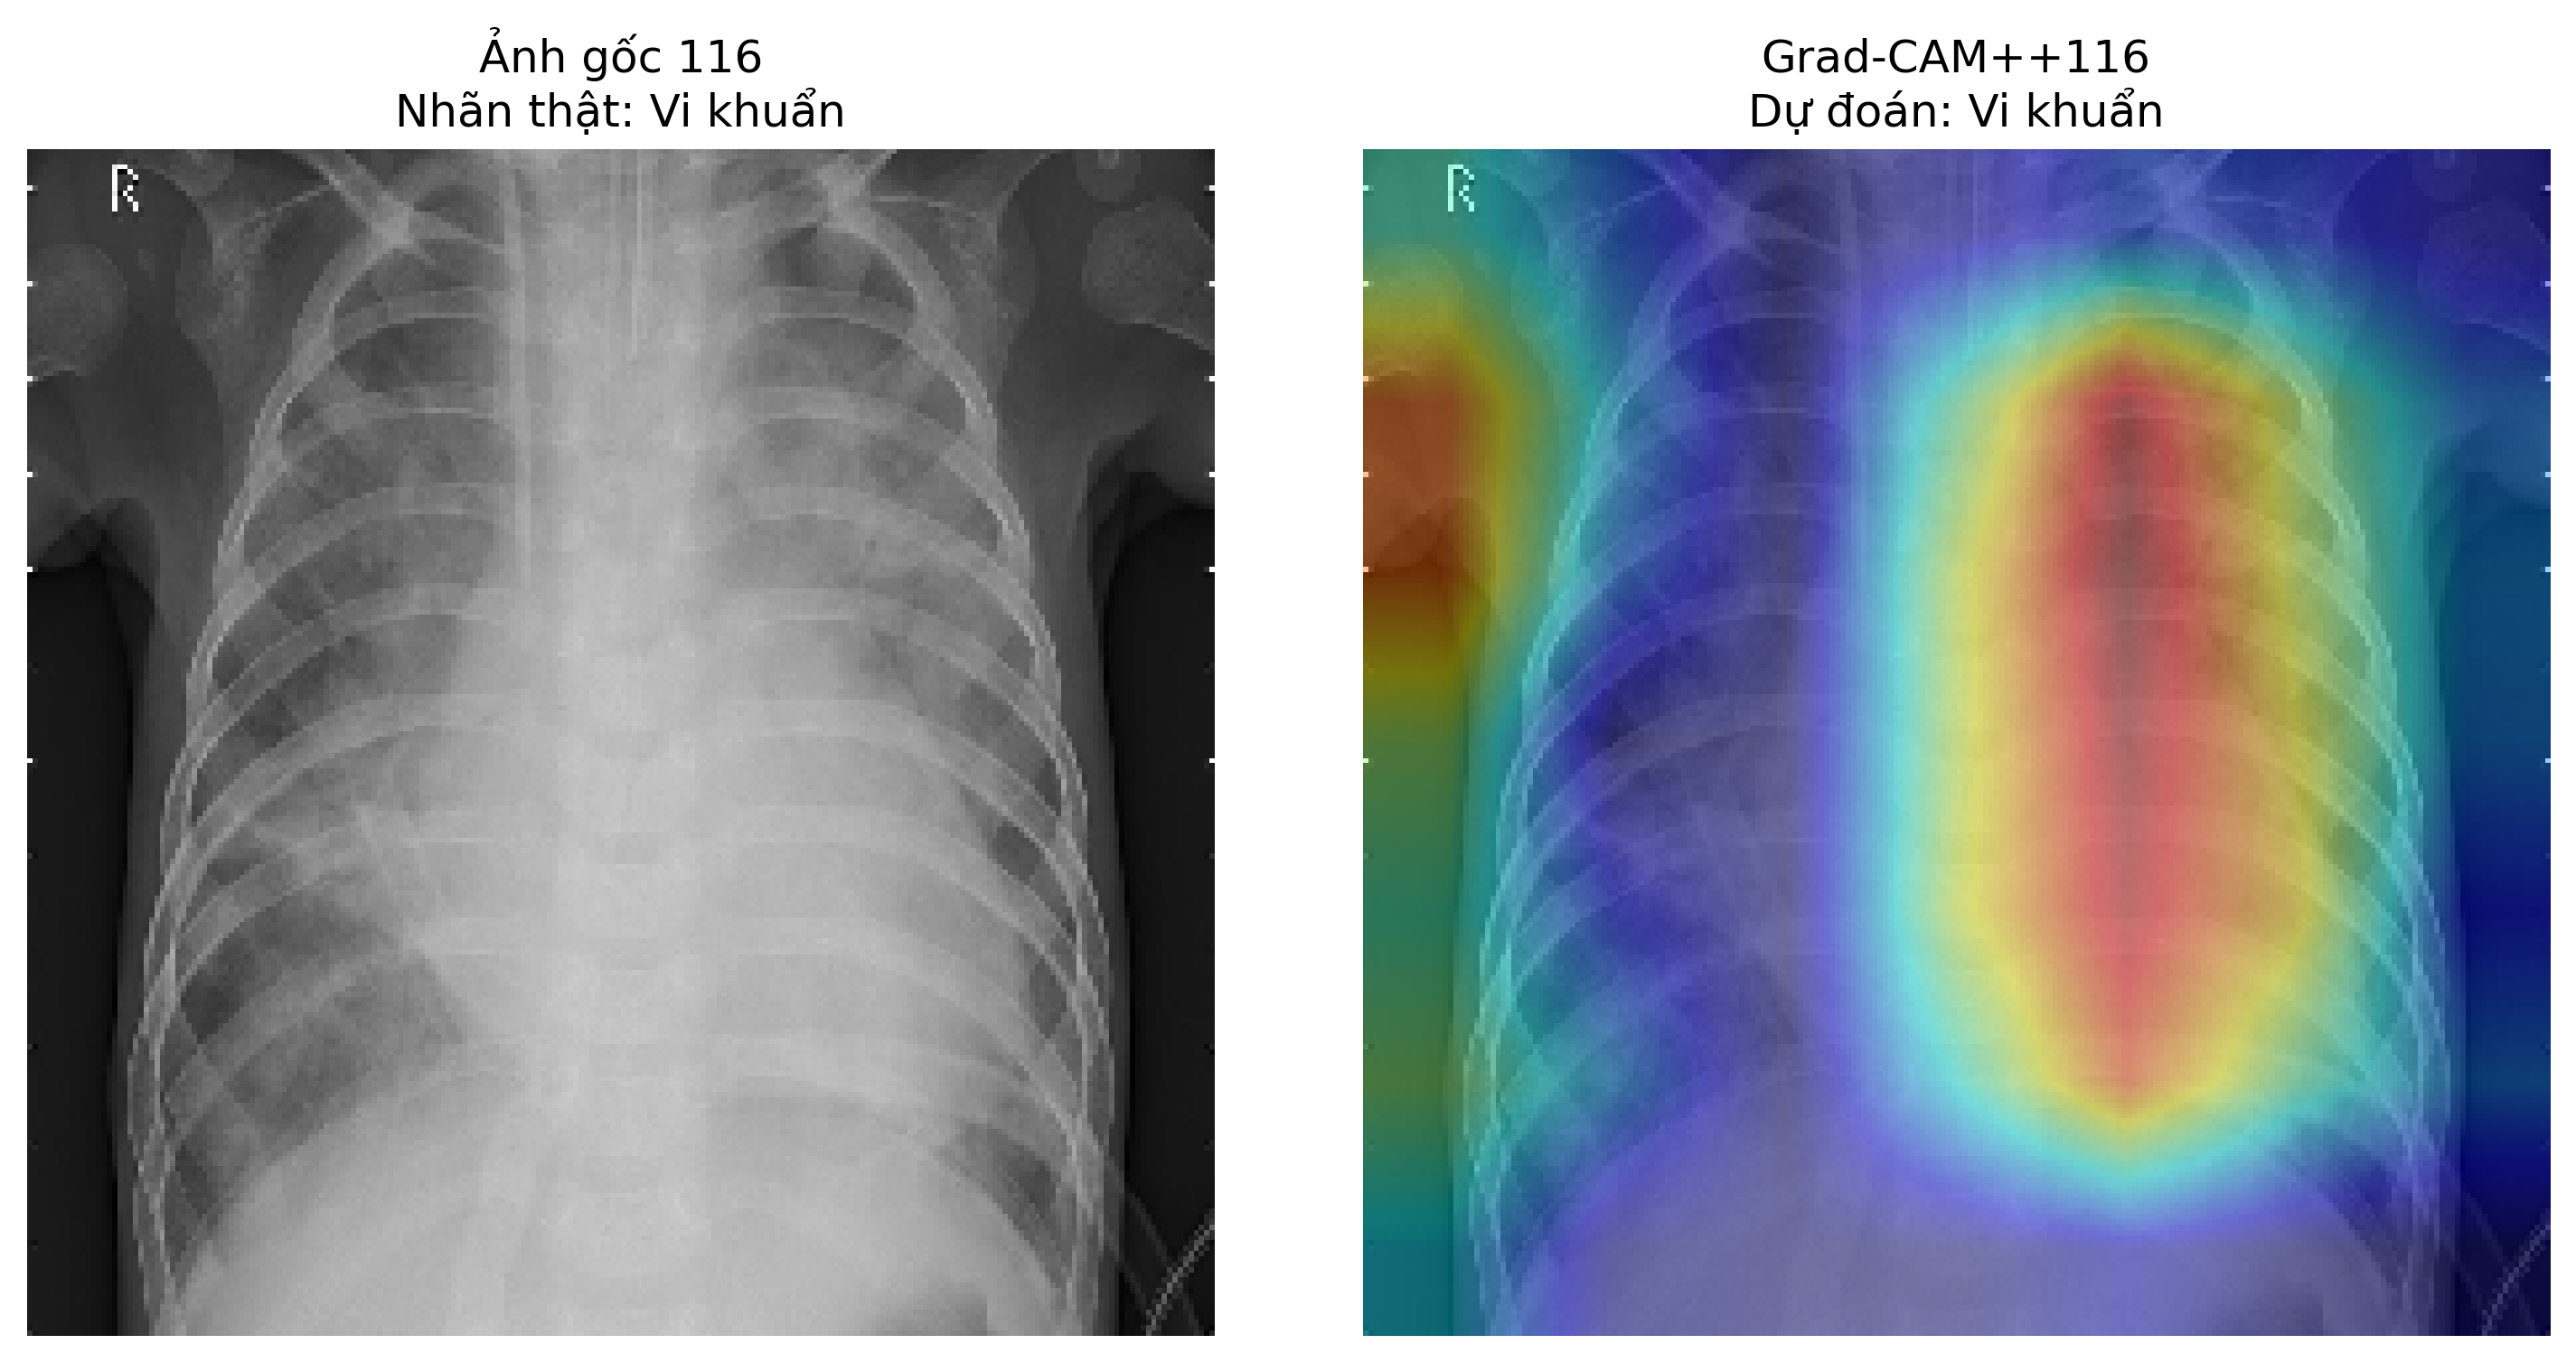 Ảnh gốc 116
Nhãn thật: Vi khuẩn
R
Grad-CAM++116
Dự đoán: Vi khuẩn
R